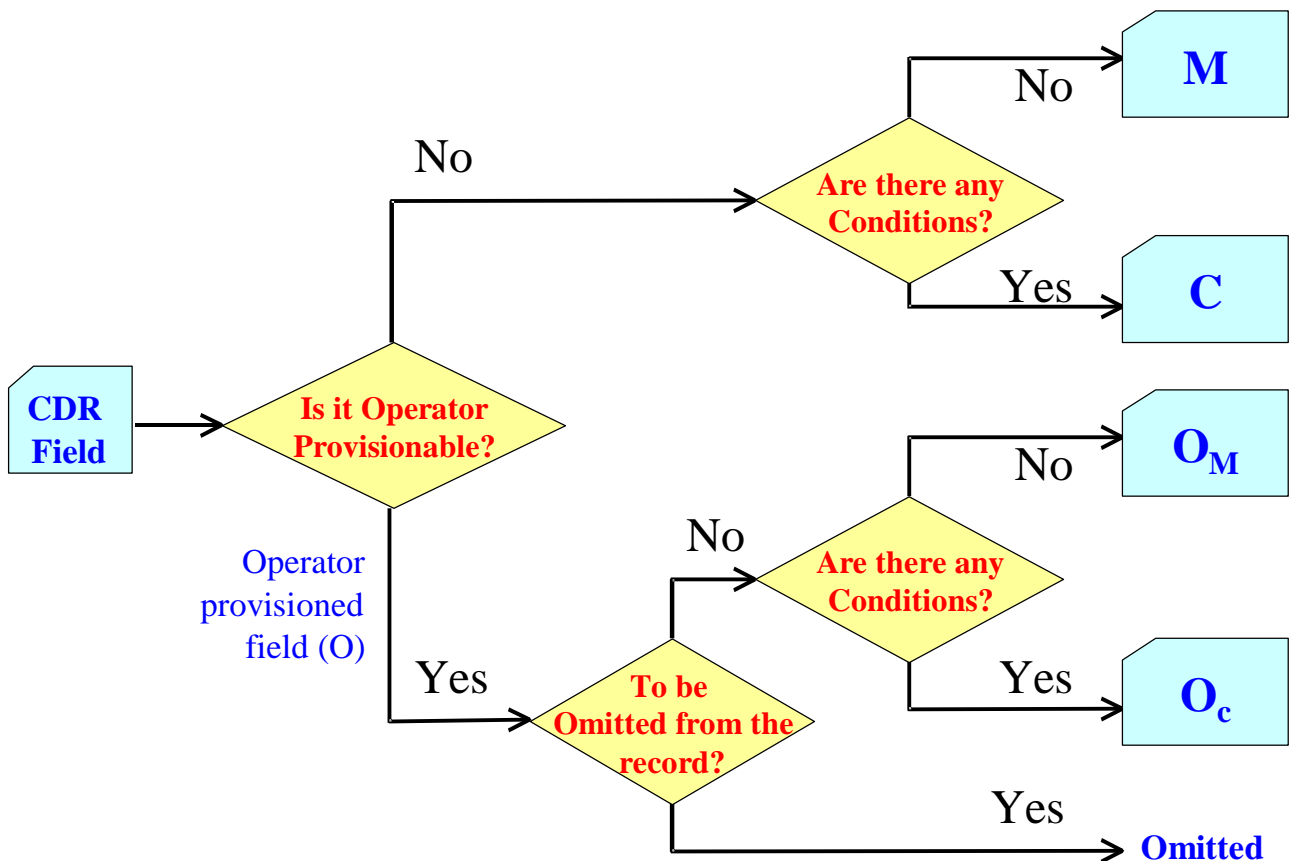 M
No
No
Are there any
Conditions?
Yes
C
CDR
Field
Is it Operator
Provisionable?
O_M
No
Operator
provisioned
field (O)
No
Are there any
Conditions?
Yes
To be
Omitted from the
record?
Yes
O_c
Yes
Omitted